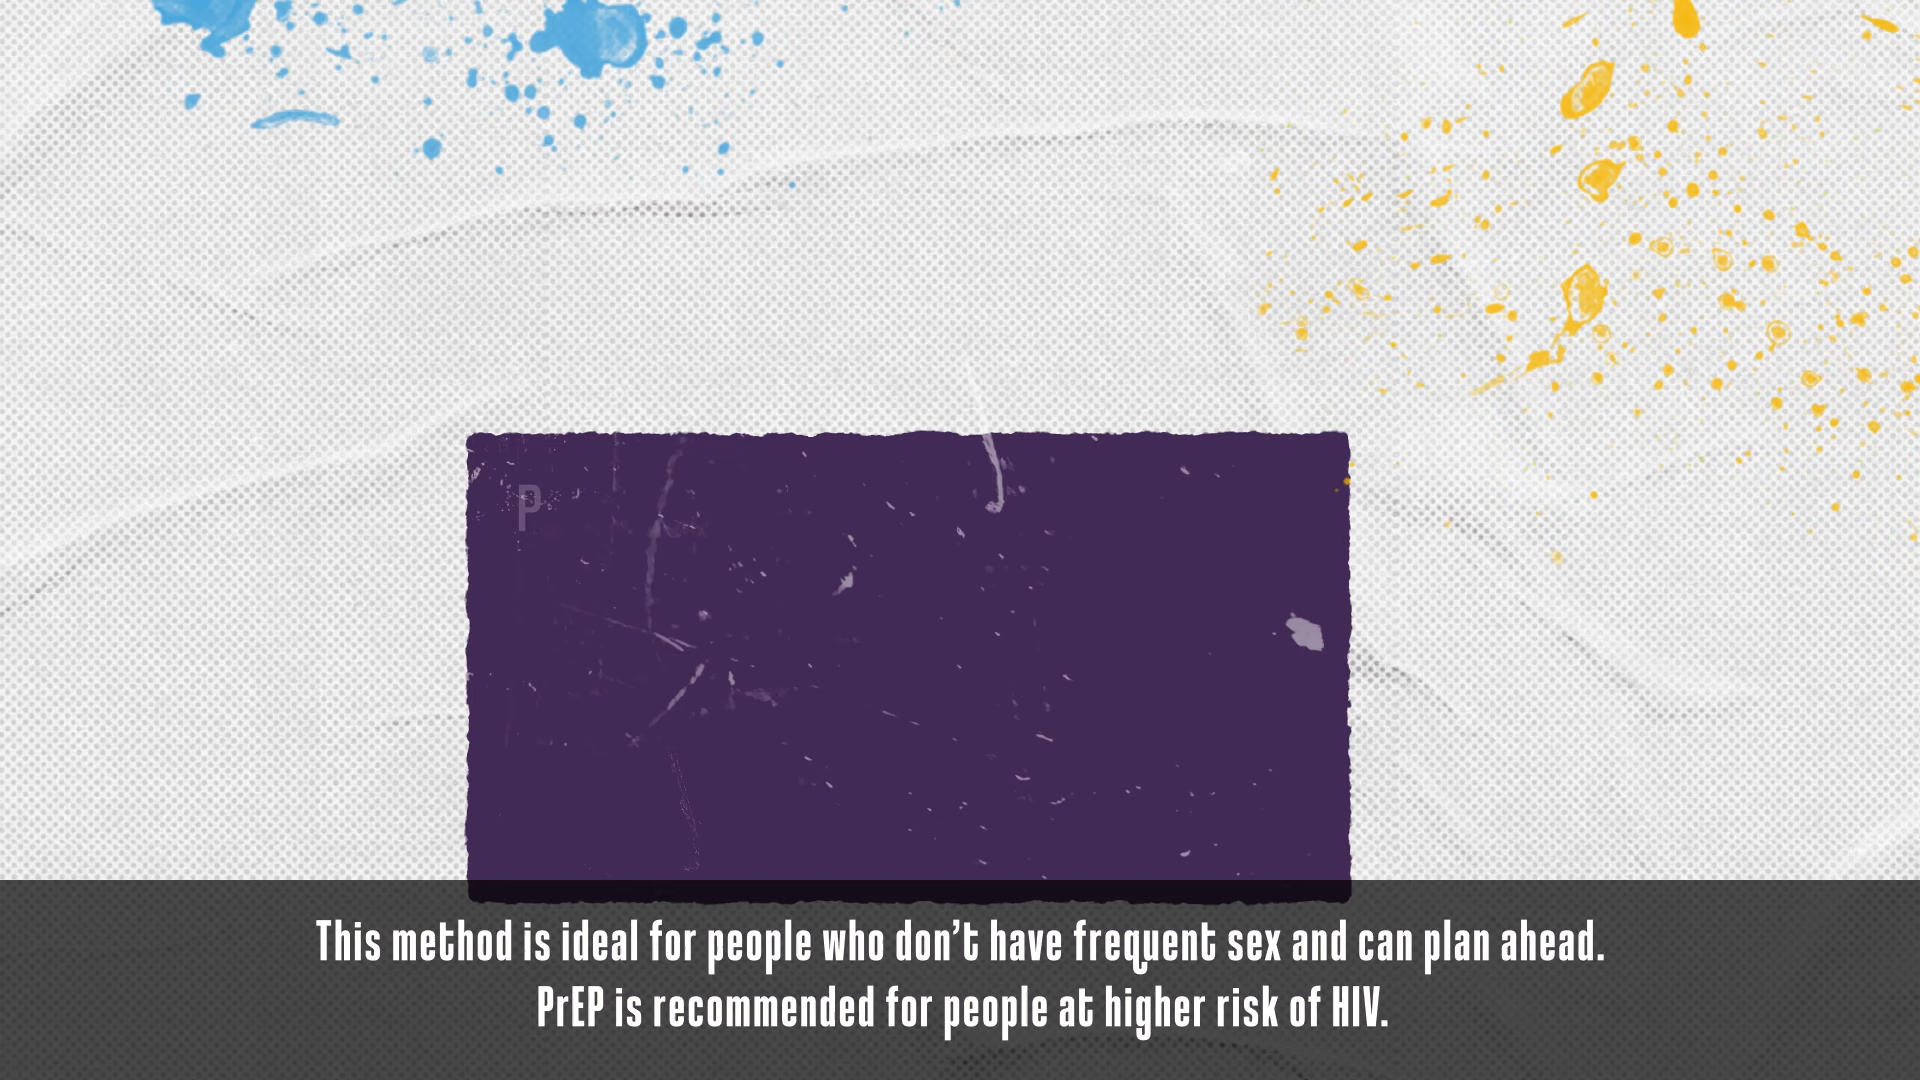 P
This method is ideal for people who don't have frequent sex and can plan ahead.
PrEP is recommended for people at higher risk of HIV.